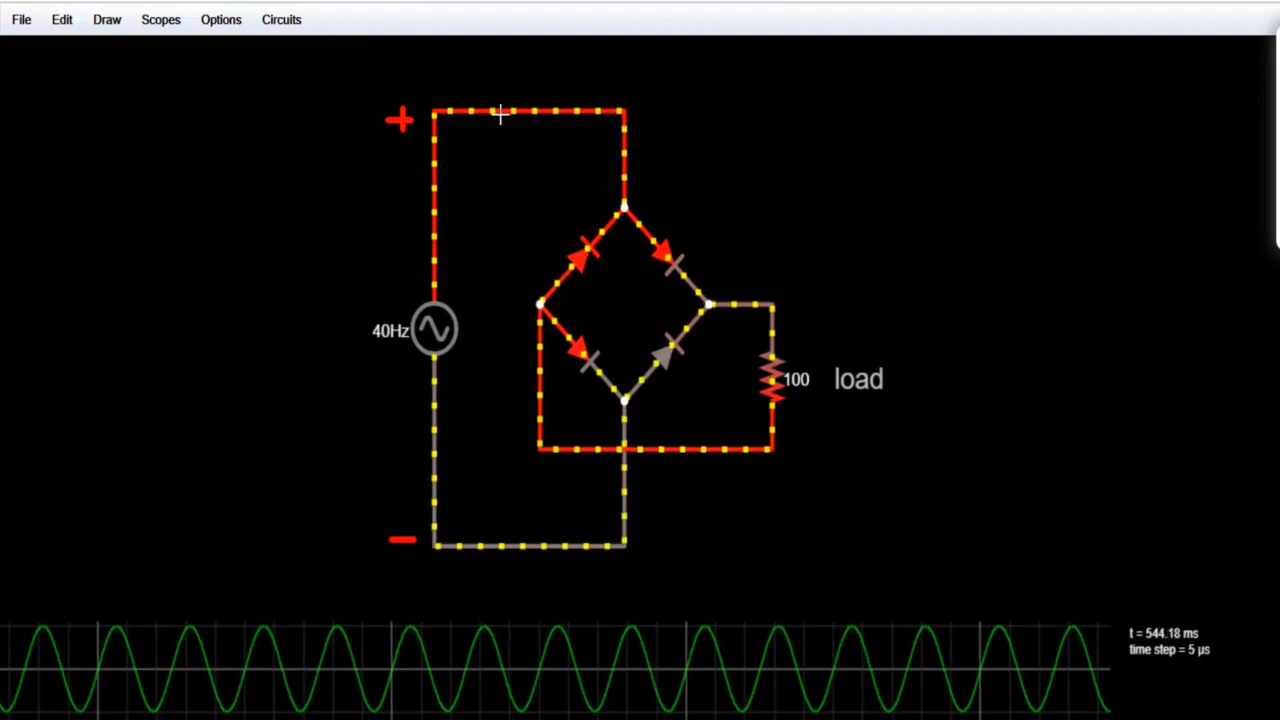 File Edit Draw Scopes Options Circuits
+
40Hz
100 load
−
t = 544.18 ms
time step = 5 µs